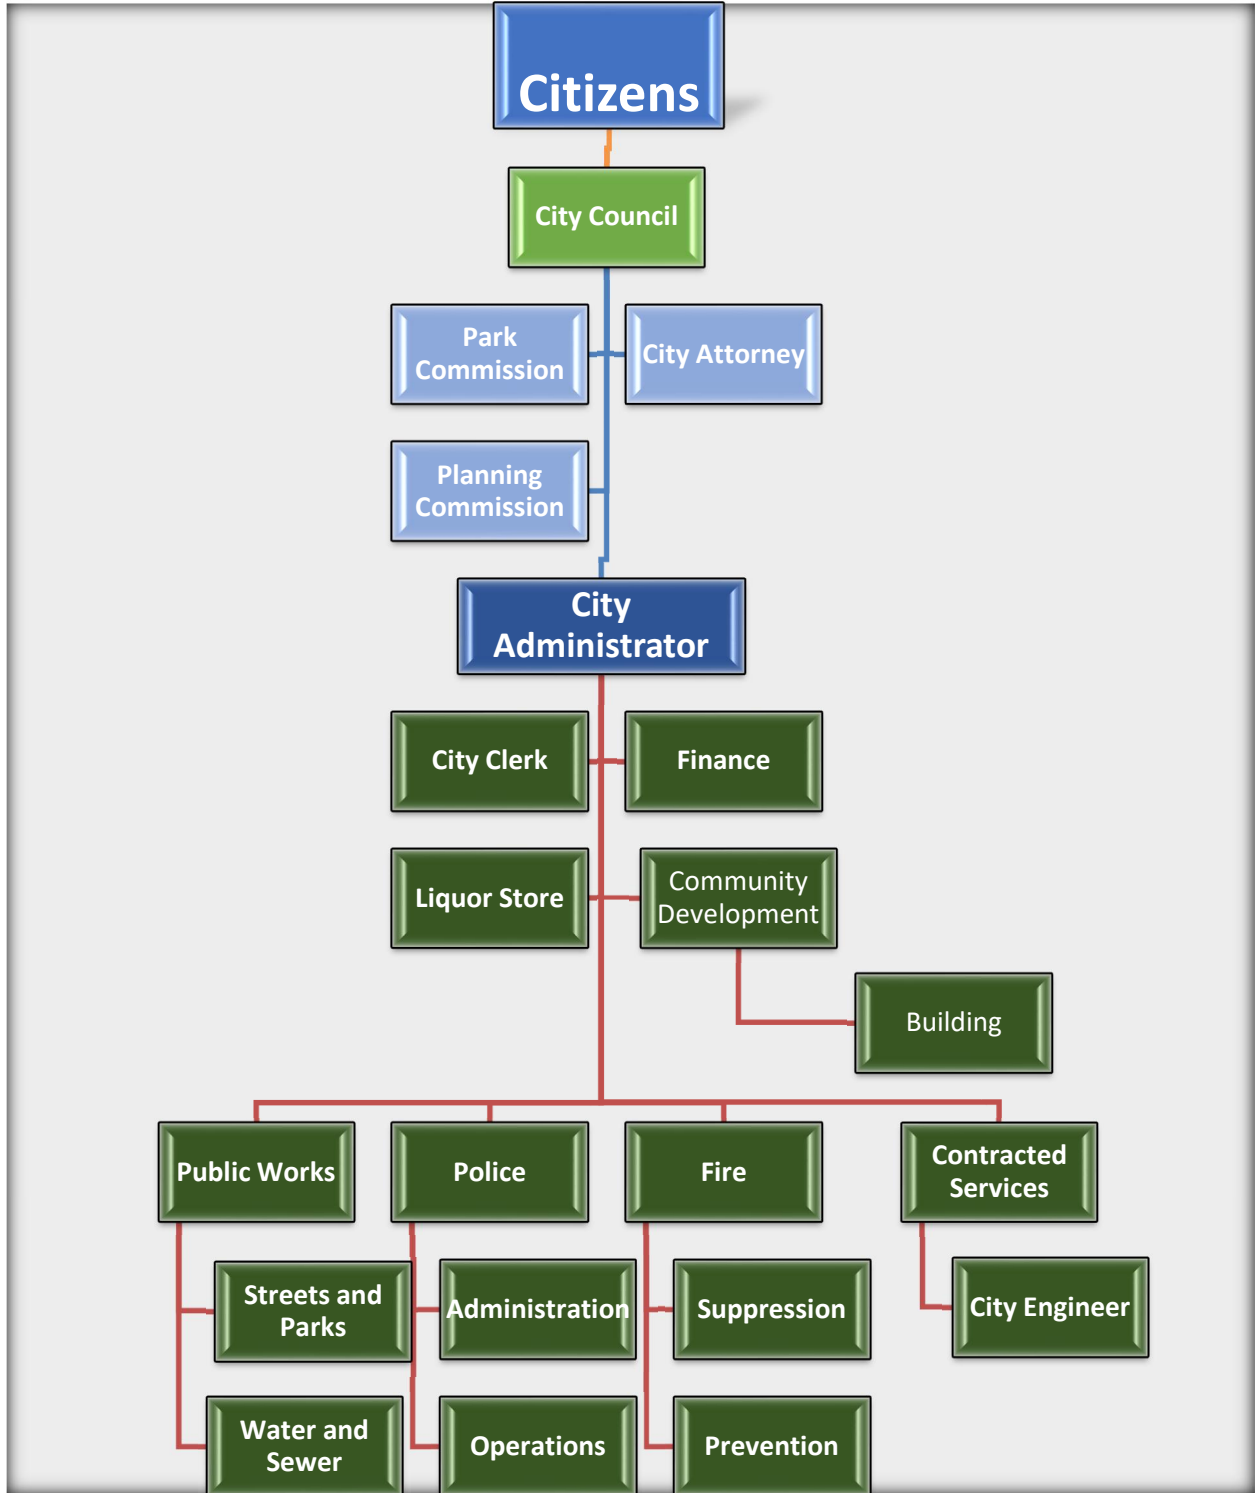 Citizens
City Council
Park
Commission
City Attorney
Planning
Commission
City
Administrator
City Clerk
Finance
Liquor Store
Community
Development
Building
Public Works
Police
Fire
Contracted
Services
Streets and
Parks
Administration
Suppression
City Engineer
Water and
Sewer
Operations
Prevention